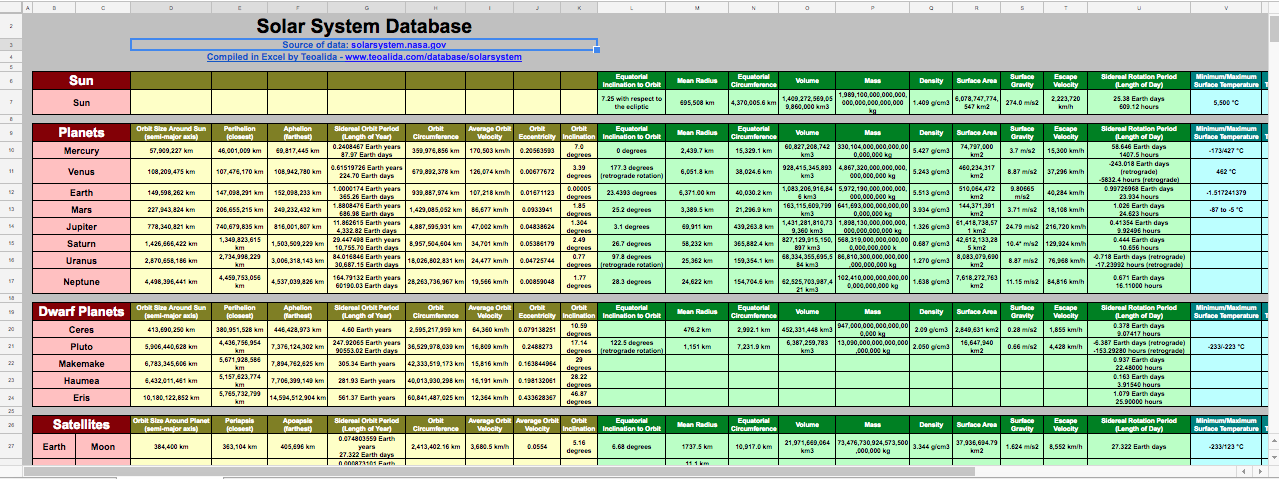 A B C D E F G H I J K L M N O P Q R S T U V
2 Solar System Database
3 Source of data: solarsystem.nasa.gov
4 Compiled in Excel by Teoalida - www.teoalida.com/database/solarsystem
5
6 Sun Equatorial Inclination to Orbit Mean Radius Equatorial Circumference Volume Mass Density Surface Area Surface Gravity Escape Velocity Sidereal Rotation Period (Length of Day) Minimum/Maximum Surface Temperature
7 Sun 7.25 with respect to the ecliptic 695,508 km 4,370,005.6 km 1,409,272,569,059,860,000 km3 1,989,100,000,000,000,000,000,000,000,000 kg 1.409 g/cm3 6,078,747,774,547 km2 274.0 m/s2 2,223,720 km/h 25.38 Earth days 609.12 hours 5,500 °C
8
9 Planets Orbit Size Around Sun (semi-major axis) Perihelion (closest) Aphelion (farthest) Sidereal Orbit Period (Length of Year) Orbit Circumference Average Orbit Velocity Orbit Eccentricity Orbit Inclination Equatorial Inclination to Orbit Mean Radius Equatorial Circumference Volume Mass Density Surface Area Surface Gravity Escape Velocity Sidereal Rotation Period (Length of Day) Minimum/Maximum Surface Temperature
10 Mercury 57,909,227 km 46,001,009 km 69,817,445 km 0.2408467 Earth years 87.97 Earth days 359,976,856 km 170,503 km/h 0.20563593 7.0 degrees 0 degrees 2,439.7 km 15,329.1 km 60,827,208,742 km3 330,104,000,000,000,000,000,000 kg 5.427 g/cm3 74,797,000 km2 3.7 m/s2 15,300 km/h 58.646 Earth days 1407.5 hours -173/427 °C
11 Venus 108,209,475 km 107,476,170 km 108,942,780 km 0.61519726 Earth years 224.70 Earth days 679,892,378 km 126,074 km/h 0.00677672 3.39 degrees 177.3 degrees (retrograde rotation) 6,051.8 km 38,024.6 km 928,415,345,893 km3 4,867,320,000,000,000,000,000,000 kg 5.243 g/cm3 460,234,317 km2 8.87 m/s2 37,296 km/h -243.018 Earth days (retrograde) -5832.4 hours (retrograde) 462 °C
12 Earth 149,598,262 km 147,098,291 km 152,098,233 km 1.0000174 Earth years 365.26 Earth days 939,887,974 km 107,218 km/h 0.01671123 0.00005 degrees 23.4393 degrees 6,371.00 km 40,030.2 km 1,083,206,916,846 km3 5,972,190,000,000,000,000,000,000 kg 5.513 g/cm3 510,064,472 km2 9.80665 m/s2 40,284 km/h 0.99726968 Earth days 23.934 hours -1.517241379
13 Mars 227,943,824 km 206,655,215 km 249,232,432 km 1.8808476 Earth years 686.98 Earth days 1,429,085,052 km 86,677 km/h 0.0933941 1.85 degrees 25.2 degrees 3,389.5 km 21,296.9 km 163,115,609,799 km3 641,693,000,000,000,000,000,000 kg 3.934 g/cm3 144,371,391 km2 3.71 m/s2 18,108 km/h 1.026 Earth days 24.623 hours -87 to -5 °C
14 Jupiter 778,340,821 km 740,679,835 km 816,001,807 km 11.862615 Earth years 4,332.82 Earth days 4,887,595,931 km 47,002 km/h 0.04838624 1.304 degrees 3.1 degrees 69,911 km 439,263.8 km 1,431,281,810,739,360 km3 1,898,130,000,000,000,000,000,000,000 kg 1.326 g/cm3 61,418,738,571 km2 24.79 m/s2 216,720 km/h 0.41354 Earth days 9.92496 hours
15 Saturn 1,426,666,422 km 1,349,823,615 km 1,503,509,229 km 29.447498 Earth years 10,755.70 Earth days 8,957,504,604 km 34,701 km/h 0.05386179 2.49 degrees 26.7 degrees 58,232 km 365,882.4 km 827,129,915,150,897 km3 568,319,000,000,000,000,000,000,000 k 0.687 g/cm3 42,612,133,285 km2 10.4* m/s2 129,924 km/h 0.444 Earth days 10.656 hours
16 Uranus 2,870,658,186 km 2,734,998,229 km 3,006,318,143 km 84.016846 Earth years 30,687.15 Earth days 18,026,802,831 km 24,477 km/h 0.04725744 0.77 degrees 97.8 degrees (retrograde rotation) 25,362 km 159,354.1 km 68,334,355,695,584 km3 86,810,300,000,000,000,000,000,000 kg 1.270 g/cm3 8,083,079,690 km2 8.87 m/s2 76,968 km/h -0.718 Earth days (retrograde) -17.23992 hours (retrograde)
17 Neptune 4,498,396,441 km 4,459,753,056 km 4,537,039,826 km 164.79132 Earth years 60190.03 Earth days 28,263,736,967 km 19,566 km/h 0.00859048 1.77 degrees 28.3 degrees 24,622 km 154,704.6 km 62,525,703,987,421 km3 102,410,000,000,000,000,000,000,000 kg 1.638 g/cm3 7,618,272,763 km2 11.15 m/s2 84,816 km/h 0.671 Earth days 16.11000 hours
18
19 Dwarf Planets Orbit Size Around Sun (semi-major axis) Perihelion (closest) Aphelion (farthest) Sidereal Orbit Period (Length of Year) Orbit Circumference Average Orbit Velocity Orbit Eccentricity Orbit Inclination Equatorial Inclination to Orbit Mean Radius Equatorial Circumference Volume Mass Density Surface Area Surface Gravity Escape Velocity Sidereal Rotation Period (Length of Day) Minimum/Maximum Surface Temperature
20 Ceres 413,690,250 km 380,951,528 km 446,428,973 km 4.60 Earth years 2,595,217,959 km 64,360 km/h 0.079138251 10.59 degrees 476.2 km 2,992.1 km 452,331,448 km3 947,000,000,000,000,000,000 kg 2.09 g/cm3 2,849,631 km2 0.28 m/s2 1,855 km/h 0.378 Earth days 9.07417 hours
21 Pluto 5,906,440,628 km 4,436,756,954 km 7,376,124,302 km 247.92065 Earth years 90553.02 Earth days 36,529,978,039 km 16,809 km/h 0.2488273 17.14 degrees 122.5 degrees (retrograde rotation) 1,151 km 7,231.9 km 6,387,259,783 km3 13,090,000,000,000,000,000,000 kg 2.050 g/cm3 16,647,940 km2 0.66 m/s2 4,428 km/h -6.387 Earth days (retrograde) -153.29280 hours (retrograde) -233/-223 °C
22 Makemake 6,783,345,606 km 5,671,928,586 km 7,894,762,625 km 305.34 Earth years 42,333,519,173 km 15,816 km/h 0.163844964 29 degrees 0.937 Earth days 22.48000 hours
23 Haumea 6,432,011,461 km 5,157,623,774 km 7,706,399,149 km 281.93 Earth years 40,013,930,298 km 16,191 km/h 0.198132061 28.22 degrees 0.163 Earth days 3.91540 hours
24 Eris 10,180,122,852 km 5,765,732,799 km 14,594,512,904 km 561.37 Earth years 60,841,487,025 km 12,364 km/h 0.433628367 46.87 degrees 1.079 Earth days 25.90000 hours
25
26 Satellites Orbit Size Around Planet (semi-major axis) Periapsis (closest) Apoapsis (farthest) Sidereal Orbit Period (Length of Year) Orbit Circumference Average Orbit Velocity Average Orbit Velocity Orbit Inclination Equatorial Inclination to Orbit Mean Radius Equatorial Circumference Volume Mass Density Surface Area Surface Gravity Escape Velocity Sidereal Rotation Period (Length of Day) Minimum/Maximum Surface Temperature
27 Earth Moon 384,400 km 363,104 km 405,696 km 0.074803559 Earth years 27.322 Earth days 2,413,402.16 km 3,680.5 km/h 0.0554 5.16 degrees 6.68 degrees 1737.5 km 10,917.0 km 21,971,669,064 km3 73,476,730,924,573,500,000,000 kg 3.344 g/cm3 37,936,694.79 km2 1.624 m/s2 8,552 km/h 27.322 Earth days -233/123 °C
0.000873101 Earth 11.1 km